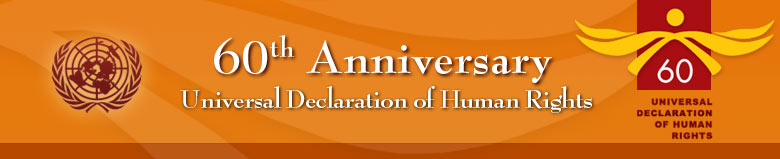 60th Anniversary
Universal Declaration of Human Rights
60
UNIVERSAL
DECLARATION
OF HUMAN
RIGHTS